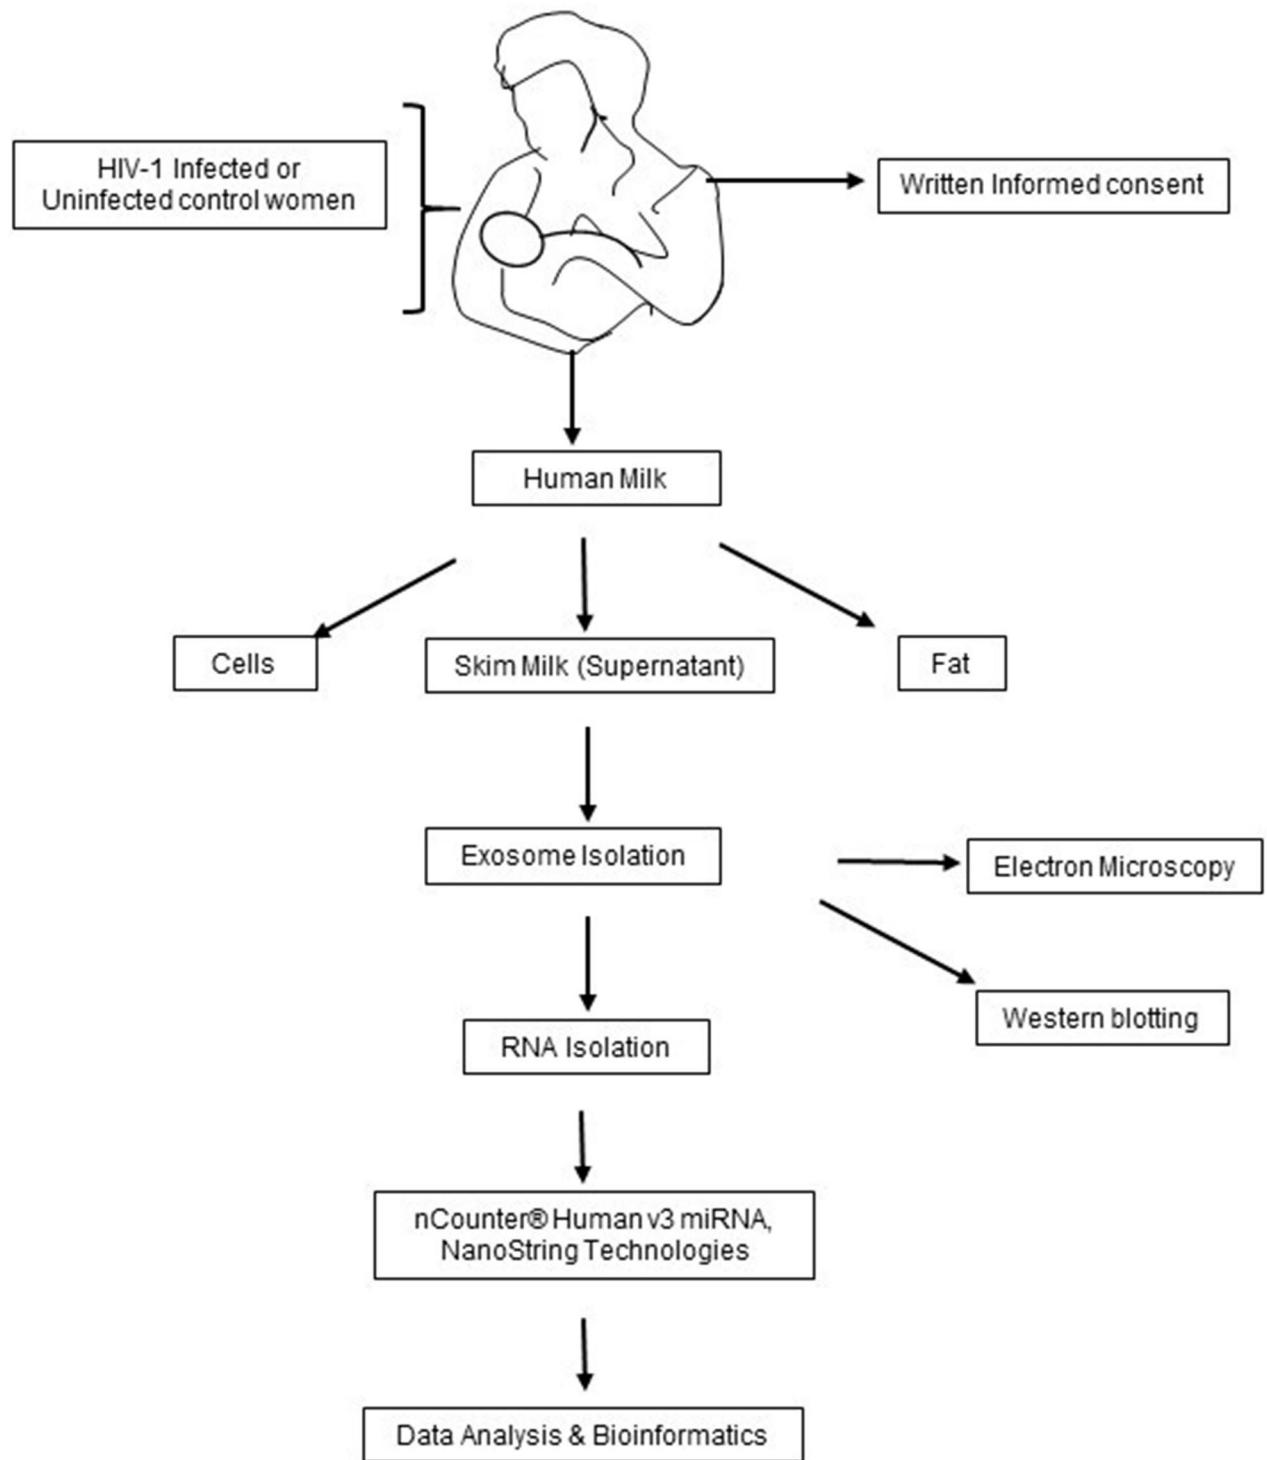 HIV-1 Infected or
Uninfected control women
Written Informed consent
Human Milk
Cells
Skim Milk (Supernatant)
Fat
Exosome Isolation
Electron Microscopy
Western blotting
RNA Isolation
nCounter® Human v3 miRNA,
NanoString Technologies
Data Analysis & Bioinformatics